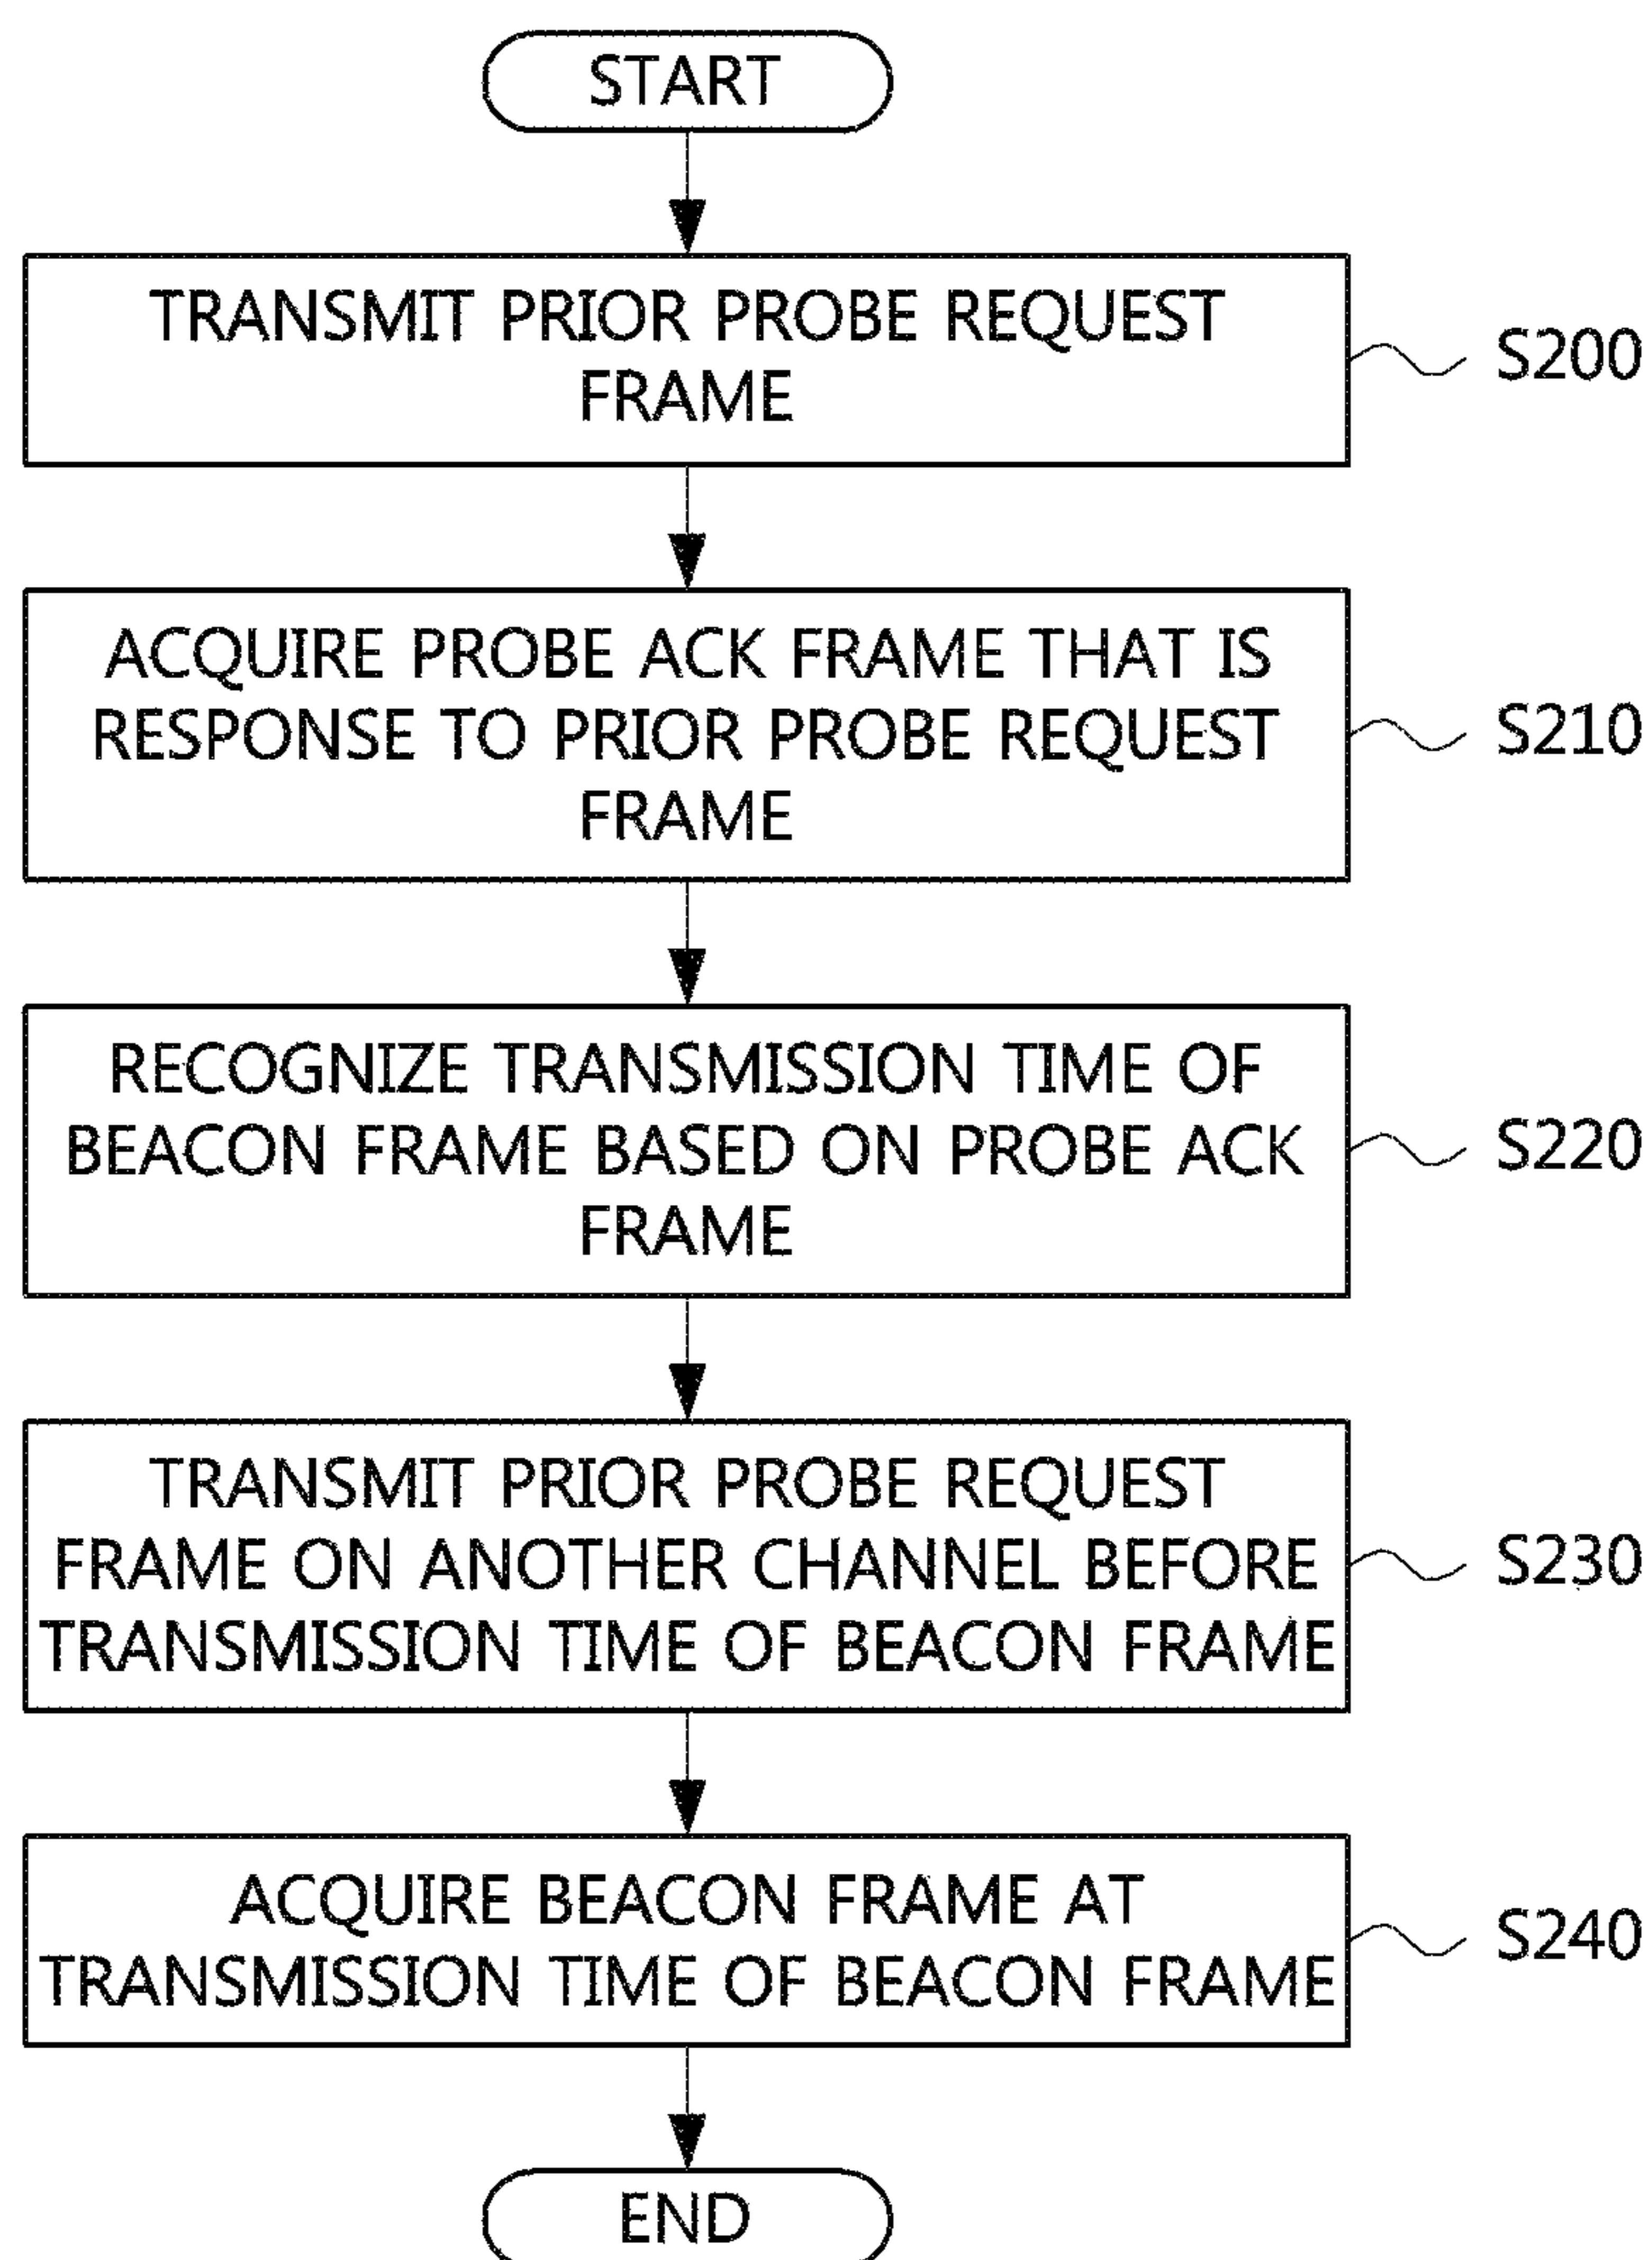 START
TRANSMIT PRIOR PROBE REQUEST
FRAME
S200
ACQUIRE PROBE ACK FRAME THAT IS
RESPONSE TO PRIOR PROBE REQUEST
FRAME
S210
RECOGNIZE TRANSMISSION TIME OF
BEACON FRAME BASED ON PROBE ACK
FRAME
S220
TRANSMIT PRIOR PROBE REQUEST
FRAME ON ANOTHER CHANNEL BEFORE
TRANSMISSION TIME OF BEACON FRAME
S230
ACQUIRE BEACON FRAME AT
TRANSMISSION TIME OF BEACON FRAME
S240
END